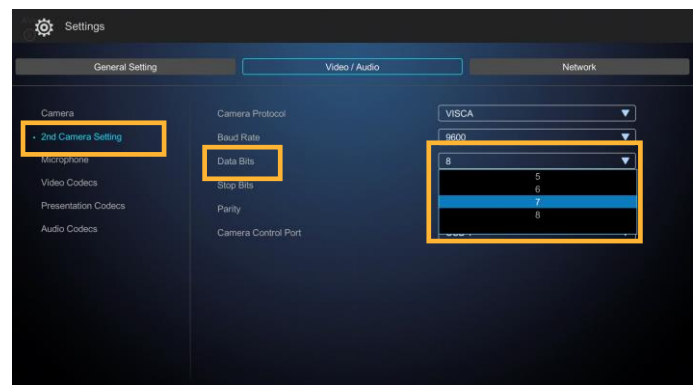 Settings
General Setting Video / Audio Network
Camera Camera Protocol VISCA
• 2nd Camera Setting Baud Rate 9600
Microphone Data Bits 8
5
Video Codecs Stop Bits 6
Presentation Codecs Parity 7
8
Audio Codecs Camera Control Port